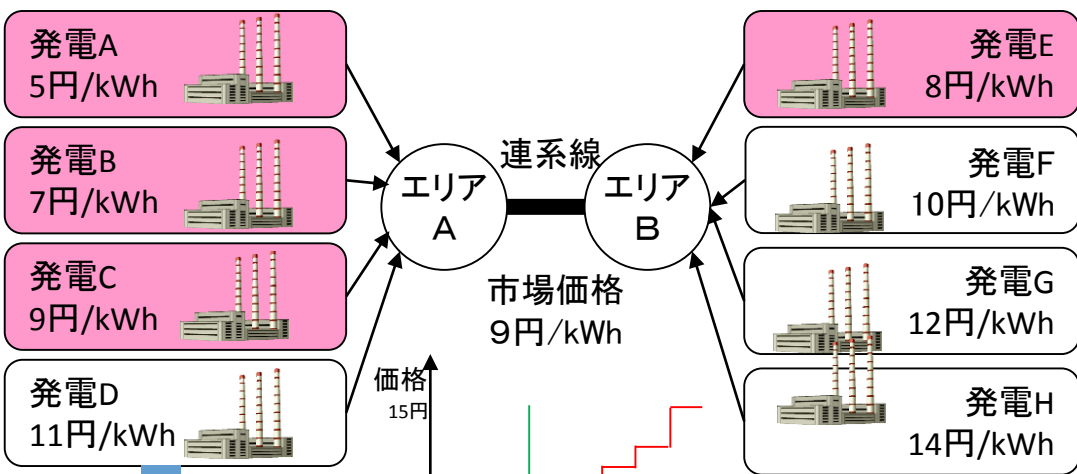 発電A
5円/kWh
発電B
7円/kWh
発電C
9円/kWh
発電D
11円/kWh
エリア
A
連系線
エリア
B
市場価格
9円/kWh
価格
15円
発電E
8円/kWh
発電F
10円/kWh
発電G
12円/kWh
発電H
14円/kWh